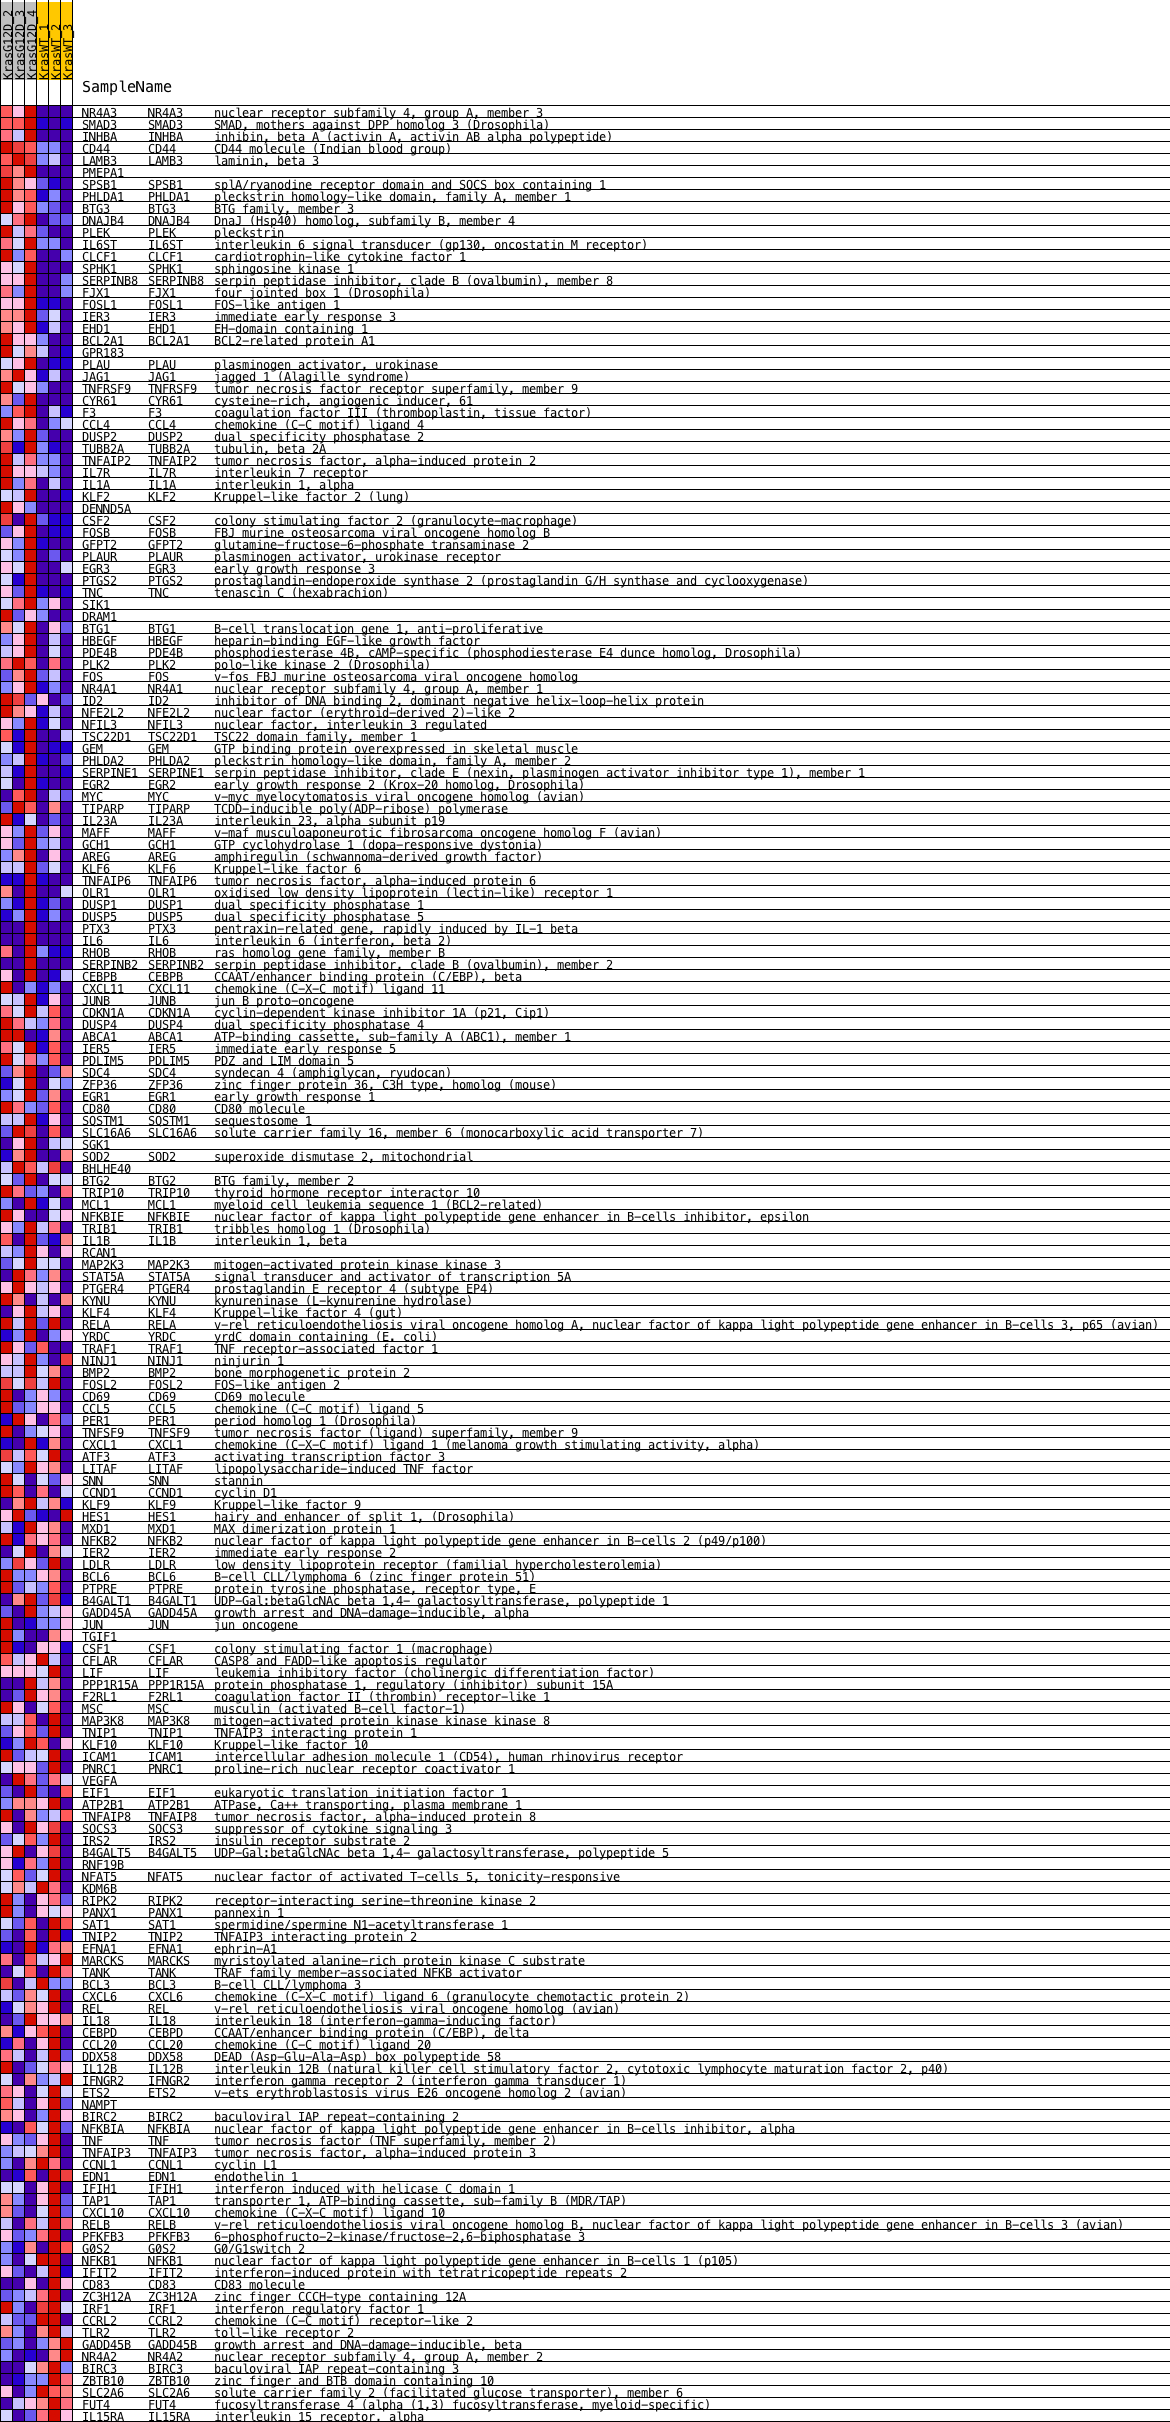 KrasG12D_2
KrasG12D_3
KrasG12D_4
KrasWT_1
KrasWT_2
KrasWT_3
SampleName
NR4A3 NR4A3 nuclear receptor subfamily 4, group A, member 3
SMAD3 SMAD3 SMAD, mothers against DPP homolog 3 (Drosophila)
INHBA INHBA inhibin, beta A (activin A, activin AB alpha polypeptide)
CD44 CD44 CD44 molecule (Indian blood group)
LAMB3 LAMB3 laminin, beta 3
PMEPA1
SPSB1 SPSB1 splA/ryanodine receptor domain and SOCS box containing 1
PHLDA1 PHLDA1 pleckstrin homology-like domain, family A, member 1
BTG3 BTG3 BTG family, member 3
DNAJB4 DNAJB4 DnaJ (Hsp40) homolog, subfamily B, member 4
PLEK PLEK pleckstrin
IL6ST IL6ST interleukin 6 signal transducer (gp130, oncostatin M receptor)
CLCF1 CLCF1 cardiotrophin-like cytokine factor 1
SPHK1 SPHK1 sphingosine kinase 1
SERPINB8 SERPINB8 serpin peptidase inhibitor, clade B (ovalbumin), member 8
FJX1 FJX1 four jointed box 1 (Drosophila)
FOSL1 FOSL1 FOS-like antigen 1
IER3 IER3 immediate early response 3
EHD1 EHD1 EH-domain containing 1
BCL2A1 BCL2A1 BCL2-related protein A1
GPR183
PLAU PLAU plasminogen activator, urokinase
JAG1 JAG1 jagged 1 (Alagille syndrome)
TNFRSF9 TNFRSF9 tumor necrosis factor receptor superfamily, member 9
CYR61 CYR61 cysteine-rich, angiogenic inducer, 61
F3 F3 coagulation factor III (thromboplastin, tissue factor)
CCL4 CCL4 chemokine (C-C motif) ligand 4
DUSP2 DUSP2 dual specificity phosphatase 2
TUBB2A TUBB2A tubulin, beta 2A
TNFAIP2 TNFAIP2 tumor necrosis factor, alpha-induced protein 2
IL7R IL7R interleukin 7 receptor
IL1A IL1A interleukin 1, alpha
KLF2 KLF2 Kruppel-like factor 2 (lung)
DENND5A
CSF2 CSF2 colony stimulating factor 2 (granulocyte-macrophage)
FOSB FOSB FBJ murine osteosarcoma viral oncogene homolog B
GFPT2 GFPT2 glutamine-fructose-6-phosphate transaminase 2
PLAUR PLAUR plasminogen activator, urokinase receptor
EGR3 EGR3 early growth response 3
PTGS2 PTGS2 prostaglandin-endoperoxide synthase 2 (prostaglandin G/H synthase and cyclooxygenase)
TNC TNC tenascin C (hexabrachion)
SIK1
DRAM1
BTG1 BTG1 B-cell translocation gene 1, anti-proliferative
HBEGF HBEGF heparin-binding EGF-like growth factor
PDE4B PDE4B phosphodiesterase 4B, cAMP-specific (phosphodiesterase E4 dunce homolog, Drosophila)
PLK2 PLK2 polo-like kinase 2 (Drosophila)
FOS FOS v-fos FBJ murine osteosarcoma viral oncogene homolog
NR4A1 NR4A1 nuclear receptor subfamily 4, group A, member 1
ID2 ID2 inhibitor of DNA binding 2, dominant negative helix-loop-helix protein
NFE2L2 NFE2L2 nuclear factor (erythroid-derived 2)-like 2
NFIL3 NFIL3 nuclear factor, interleukin 3 regulated
TSC22D1 TSC22D1 TSC22 domain family, member 1
GEM GEM GTP binding protein overexpressed in skeletal muscle
PHLDA2 PHLDA2 pleckstrin homology-like domain, family A, member 2
SERPINE1 SERPINE1 serpin peptidase inhibitor, clade E (nexin, plasminogen activator inhibitor type 1), member 1
EGR2 EGR2 early growth response 2 (Krox-20 homolog, Drosophila)
MYC MYC v-myc myelocytomatosis viral oncogene homolog (avian)
TIPARP TIPARP TCDD-inducible poly(ADP-ribose) polymerase
IL23A IL23A interleukin 23, alpha subunit p19
MAFF MAFF v-maf musculoaponeurotic fibrosarcoma oncogene homolog F (avian)
GCH1 GCH1 GTP cyclohydrolase 1 (dopa-responsive dystonia)
AREG AREG amphiregulin (schwannoma-derived growth factor)
KLF6 KLF6 Kruppel-like factor 6
TNFAIP6 TNFAIP6 tumor necrosis factor, alpha-induced protein 6
OLR1 OLR1 oxidised low density lipoprotein (lectin-like) receptor 1
DUSP1 DUSP1 dual specificity phosphatase 1
DUSP5 DUSP5 dual specificity phosphatase 5
PTX3 PTX3 pentraxin-related gene, rapidly induced by IL-1 beta
IL6 IL6 interleukin 6 (interferon, beta 2)
RHOB RHOB ras homolog gene family, member B
SERPINB2 SERPINB2 serpin peptidase inhibitor, clade B (ovalbumin), member 2
CEBPB CEBPB CCAAT/enhancer binding protein (C/EBP), beta
CXCL11 CXCL11 chemokine (C-X-C motif) ligand 11
JUNB JUNB jun B proto-oncogene
CDKN1A CDKN1A cyclin-dependent kinase inhibitor 1A (p21, Cip1)
DUSP4 DUSP4 dual specificity phosphatase 4
ABCA1 ABCA1 ATP-binding cassette, sub-family A (ABC1), member 1
IER5 IER5 immediate early response 5
PDLIM5 PDLIM5 PDZ and LIM domain 5
SDC4 SDC4 syndecan 4 (amphiglycan, ryudocan)
ZFP36 ZFP36 zinc finger protein 36, C3H type, homolog (mouse)
EGR1 EGR1 early growth response 1
CD80 CD80 CD80 molecule
SQSTM1 SQSTM1 sequestosome 1
SLC16A6 SLC16A6 solute carrier family 16, member 6 (monocarboxylic acid transporter 7)
SGK1
SOD2 SOD2 superoxide dismutase 2, mitochondrial
BHLHE40
BTG2 BTG2 BTG family, member 2
TRIP10 TRIP10 thyroid hormone receptor interactor 10
MCL1 MCL1 myeloid cell leukemia sequence 1 (BCL2-related)
NFKBIE NFKBIE nuclear factor of kappa light polypeptide gene enhancer in B-cells inhibitor, epsilon
TRIB1 TRIB1 tribbles homolog 1 (Drosophila)
IL1B IL1B interleukin 1, beta
RCAN1
MAP2K3 MAP2K3 mitogen-activated protein kinase kinase 3
STAT5A STAT5A signal transducer and activator of transcription 5A
PTGER4 PTGER4 prostaglandin E receptor 4 (subtype EP4)
KYNU KYNU kynureninase (L-kynurenine hydrolase)
KLF4 KLF4 Kruppel-like factor 4 (gut)
RELA RELA v-rel reticuloendotheliosis viral oncogene homolog A, nuclear factor of kappa light polypeptide gene enhancer in B-cells 3, p65 (avian)
YRDC YRDC yrdC domain containing (E. coli)
TRAF1 TRAF1 TNF receptor-associated factor 1
NINJ1 NINJ1 ninjurin 1
BMP2 BMP2 bone morphogenetic protein 2
FOSL2 FOSL2 FOS-like antigen 2
CD69 CD69 CD69 molecule
CCL5 CCL5 chemokine (C-C motif) ligand 5
PER1 PER1 period homolog 1 (Drosophila)
TNFSF9 TNFSF9 tumor necrosis factor (ligand) superfamily, member 9
CXCL1 CXCL1 chemokine (C-X-C motif) ligand 1 (melanoma growth stimulating activity, alpha)
ATF3 ATF3 activating transcription factor 3
LITAF LITAF lipopolysaccharide-induced TNF factor
SNN SNN stannin
CCND1 CCND1 cyclin D1
KLF9 KLF9 Kruppel-like factor 9
HES1 HES1 hairy and enhancer of split 1, (Drosophila)
MXD1 MXD1 MAX dimerization protein 1
NFKB2 NFKB2 nuclear factor of kappa light polypeptide gene enhancer in B-cells 2 (p49/p100)
IER2 IER2 immediate early response 2
LDLR LDLR low density lipoprotein receptor (familial hypercholesterolemia)
BCL6 BCL6 B-cell CLL/lymphoma 6 (zinc finger protein 51)
PTPRE PTPRE protein tyrosine phosphatase, receptor type, E
B4GALT1 B4GALT1 UDP-Gal:betaGlcNAc beta 1,4- galactosyltransferase, polypeptide 1
GADD45A GADD45A growth arrest and DNA-damage-inducible, alpha
JUN JUN jun oncogene
TGIF1
CSF1 CSF1 colony stimulating factor 1 (macrophage)
CFLAR CFLAR CASP8 and FADD-like apoptosis regulator
LIF LIF leukemia inhibitory factor (cholinergic differentiation factor)
PPP1R15A PPP1R15A protein phosphatase 1, regulatory (inhibitor) subunit 15A
F2RL1 F2RL1 coagulation factor II (thrombin) receptor-like 1
MSC MSC musculin (activated B-cell factor-1)
MAP3K8 MAP3K8 mitogen-activated protein kinase kinase kinase 8
TNIP1 TNIP1 TNFAIP3 interacting protein 1
KLF10 KLF10 Kruppel-like factor 10
ICAM1 ICAM1 intercellular adhesion molecule 1 (CD54), human rhinovirus receptor
PNRC1 PNRC1 proline-rich nuclear receptor coactivator 1
VEGFA
EIF1 EIF1 eukaryotic translation initiation factor 1
ATP2B1 ATP2B1 ATPase, Ca++ transporting, plasma membrane 1
TNFAIP8 TNFAIP8 tumor necrosis factor, alpha-induced protein 8
SOCS3 SOCS3 suppressor of cytokine signaling 3
IRS2 IRS2 insulin receptor substrate 2
B4GALT5 B4GALT5 UDP-Gal:betaGlcNAc beta 1,4- galactosyltransferase, polypeptide 5
RNF19B
NFAT5 NFAT5 nuclear factor of activated T-cells 5, tonicity-responsive
KDM6B
RIPK2 RIPK2 receptor-interacting serine-threonine kinase 2
PANX1 PANX1 pannexin 1
SAT1 SAT1 spermidine/spermine N1-acetyltransferase 1
TNIP2 TNIP2 TNFAIP3 interacting protein 2
EFNA1 EFNA1 ephrin-A1
MARCKS MARCKS myristoylated alanine-rich protein kinase C substrate
TANK TANK TRAF family member-associated NFKB activator
BCL3 BCL3 B-cell CLL/lymphoma 3
CXCL6 CXCL6 chemokine (C-X-C motif) ligand 6 (granulocyte chemotactic protein 2)
REL REL v-rel reticuloendotheliosis viral oncogene homolog (avian)
IL18 IL18 interleukin 18 (interferon-gamma-inducing factor)
CEBPD CEBPD CCAAT/enhancer binding protein (C/EBP), delta
CCL20 CCL20 chemokine (C-C motif) ligand 20
DDX58 DDX58 DEAD (Asp-Glu-Ala-Asp) box polypeptide 58
IL12B IL12B interleukin 12B (natural killer cell stimulatory factor 2, cytotoxic lymphocyte maturation factor 2, p40)
IFNGR2 IFNGR2 interferon gamma receptor 2 (interferon gamma transducer 1)
ETS2 ETS2 v-ets erythroblastosis virus E26 oncogene homolog 2 (avian)
NAMPT
BIRC2 BIRC2 baculoviral IAP repeat-containing 2
NFKBIA NFKBIA nuclear factor of kappa light polypeptide gene enhancer in B-cells inhibitor, alpha
TNF TNF tumor necrosis factor (TNF superfamily, member 2)
TNFAIP3 TNFAIP3 tumor necrosis factor, alpha-induced protein 3
CCNL1 CCNL1 cyclin L1
EDN1 EDN1 endothelin 1
IFIH1 IFIH1 interferon induced with helicase C domain 1
TAP1 TAP1 transporter 1, ATP-binding cassette, sub-family B (MDR/TAP)
CXCL10 CXCL10 chemokine (C-X-C motif) ligand 10
RELB RELB v-rel reticuloendotheliosis viral oncogene homolog B, nuclear factor of kappa light polypeptide gene enhancer in B-cells 3 (avian)
PFKFB3 PFKFB3 6-phosphofructo-2-kinase/fructose-2,6-biphosphatase 3
G0S2 G0S2 G0/G1switch 2
NFKB1 NFKB1 nuclear factor of kappa light polypeptide gene enhancer in B-cells 1 (p105)
IFIT2 IFIT2 interferon-induced protein with tetratricopeptide repeats 2
CD83 CD83 CD83 molecule
ZC3H12A ZC3H12A zinc finger CCCH-type containing 12A
IRF1 IRF1 interferon regulatory factor 1
CCRL2 CCRL2 chemokine (C-C motif) receptor-like 2
TLR2 TLR2 toll-like receptor 2
GADD45B GADD45B growth arrest and DNA-damage-inducible, beta
NR4A2 NR4A2 nuclear receptor subfamily 4, group A, member 2
BIRC3 BIRC3 baculoviral IAP repeat-containing 3
ZBTB10 ZBTB10 zinc finger and BTB domain containing 10
SLC2A6 SLC2A6 solute carrier family 2 (facilitated glucose transporter), member 6
FUT4 FUT4 fucosyltransferase 4 (alpha (1,3) fucosyltransferase, myeloid-specific)
IL15RA IL15RA interleukin 15 receptor, alpha